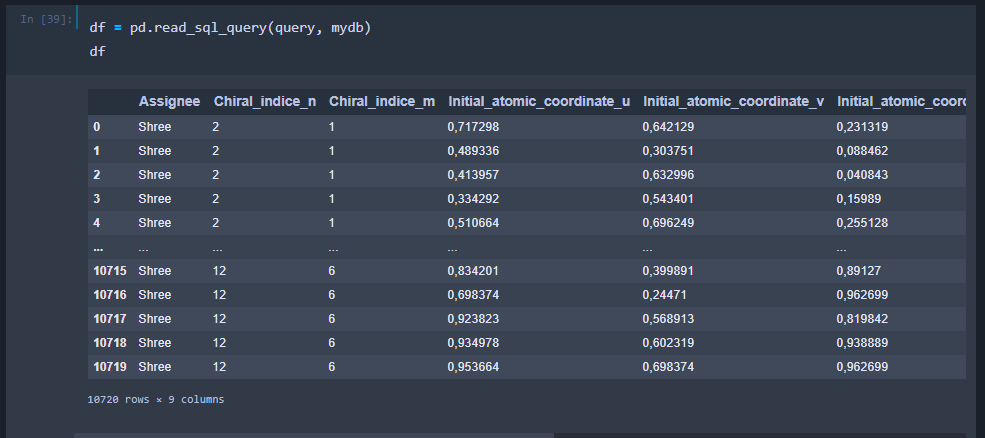 In [39]:
df = pd.read_sql_query(query, mydb)
df
Assignee Chiral_indice_n Chiral_indice_m Initial_atomic_coordinate_u Initial_atomic_coordinate_v Initial_atomic_coord
0 Shree 2 1 0,717298 0,642129 0,231319
1 Shree 2 1 0,489336 0,303751 0,088462
2 Shree 2 1 0,413957 0,632996 0,040843
3 Shree 2 1 0,334292 0,543401 0,15989
4 Shree 2 1 0,510664 0,696249 0,255128
... ... ... ... ... ... ...
10715 Shree 12 6 0,834201 0,399891 0,89127
10716 Shree 12 6 0,698374 0,24471 0,962699
10717 Shree 12 6 0,923823 0,568913 0,819842
10718 Shree 12 6 0,934978 0,602319 0,938889
10719 Shree 12 6 0,953664 0,698374 0,962699
10720 rows × 9 columns